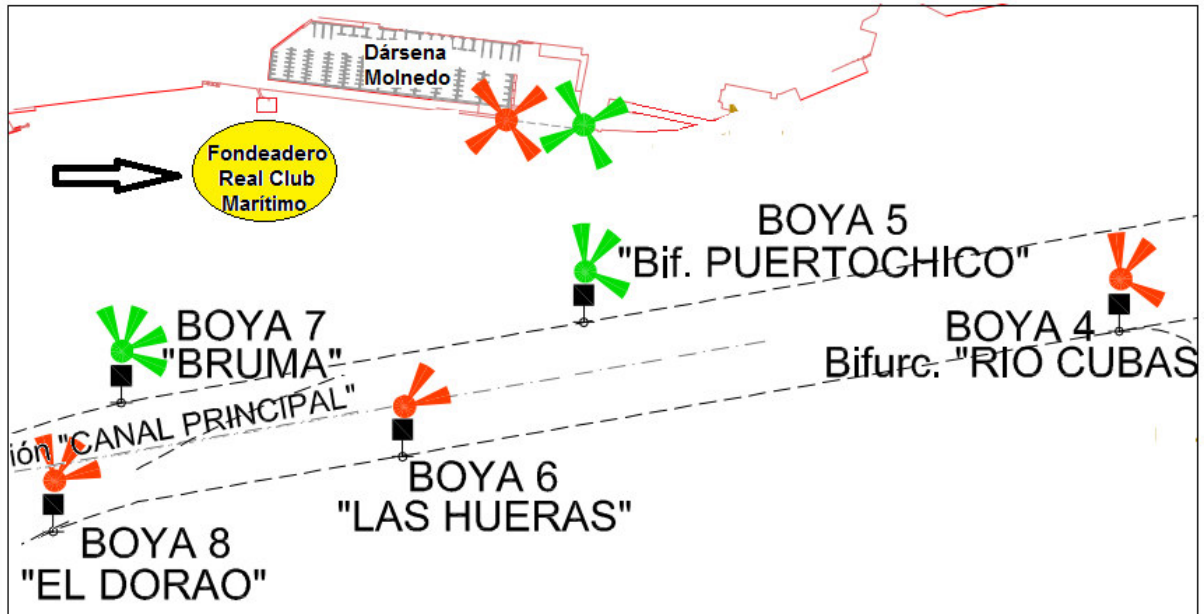 Dársena
Molnedo
Fondeadero
Real Club
Marítimo
BOYA 5
"Bif. PUERTOCHICO"
BOYA 7
"BRUMA"
BOYA 4
Bifurc. "RIO CUBAS
ión "CANAL PRINCIPAL"
BOYA 6
"LAS HUERAS"
BOYA 8
"EL DORAO"